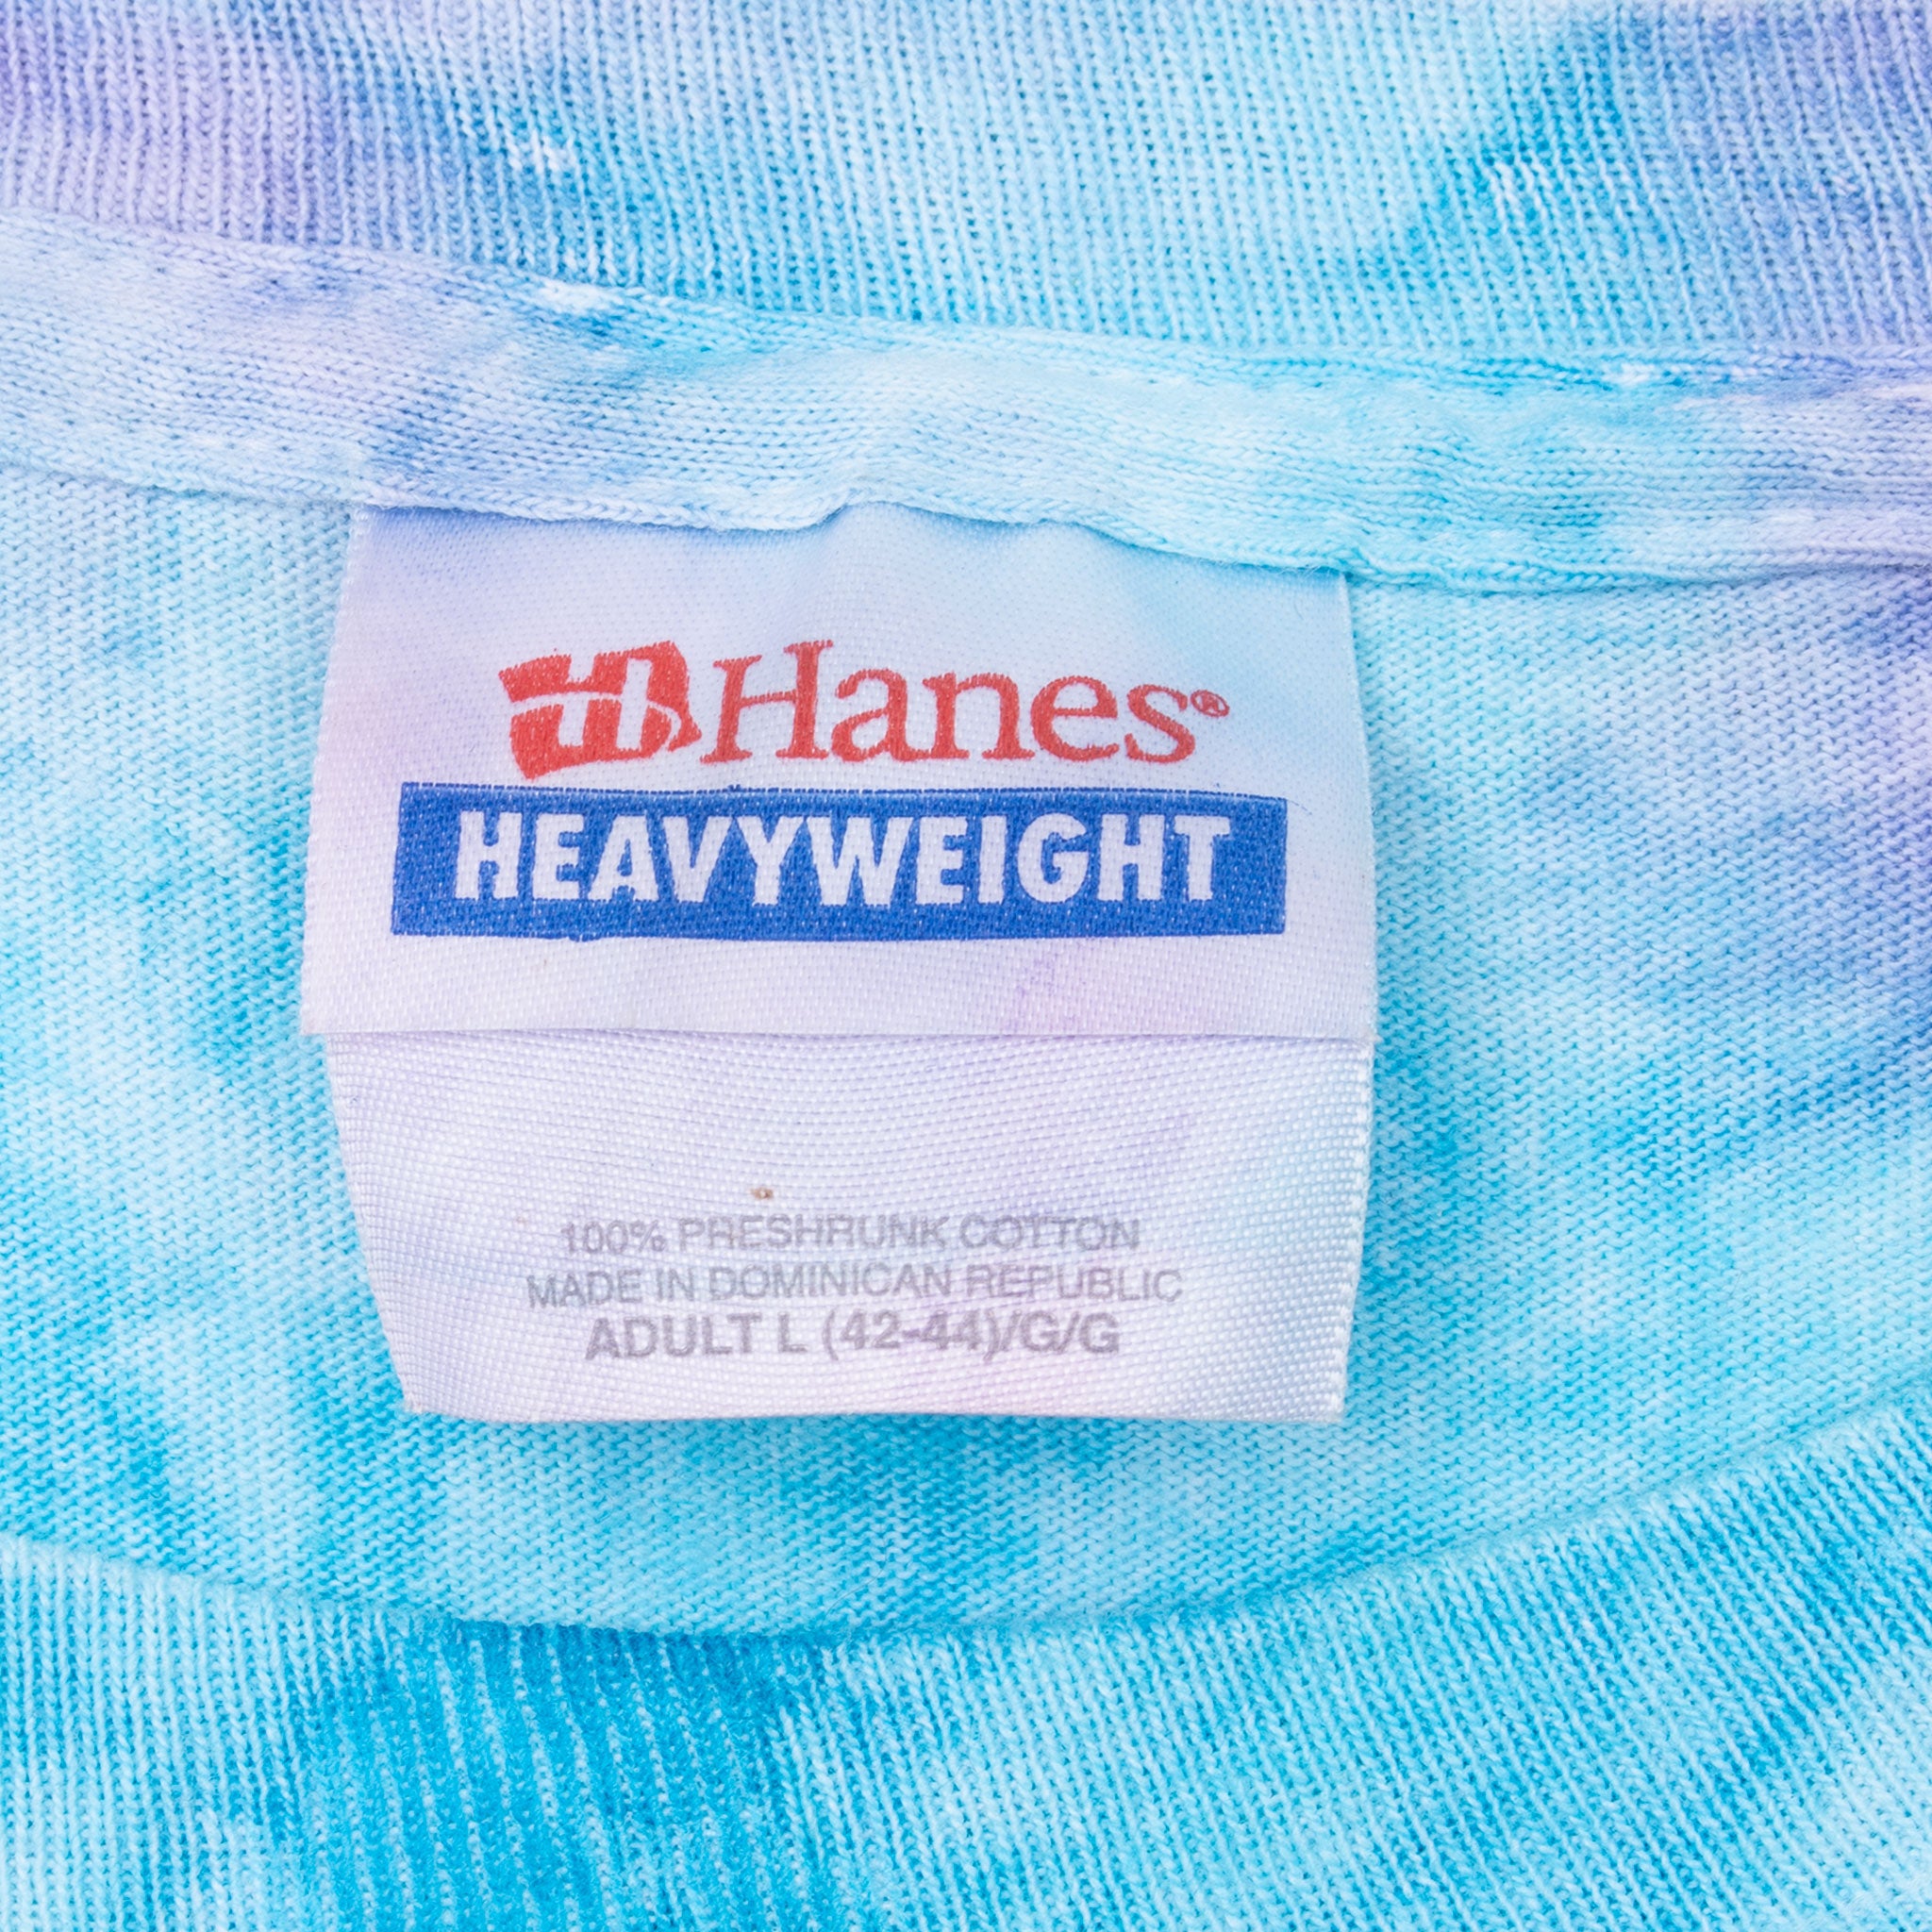 Hanes®
HEAVYWEIGHT
100% PRESHRUNK COTTON
MADE IN DOMINICAN REPUBLIC
ADULT L (42-44)/G/G